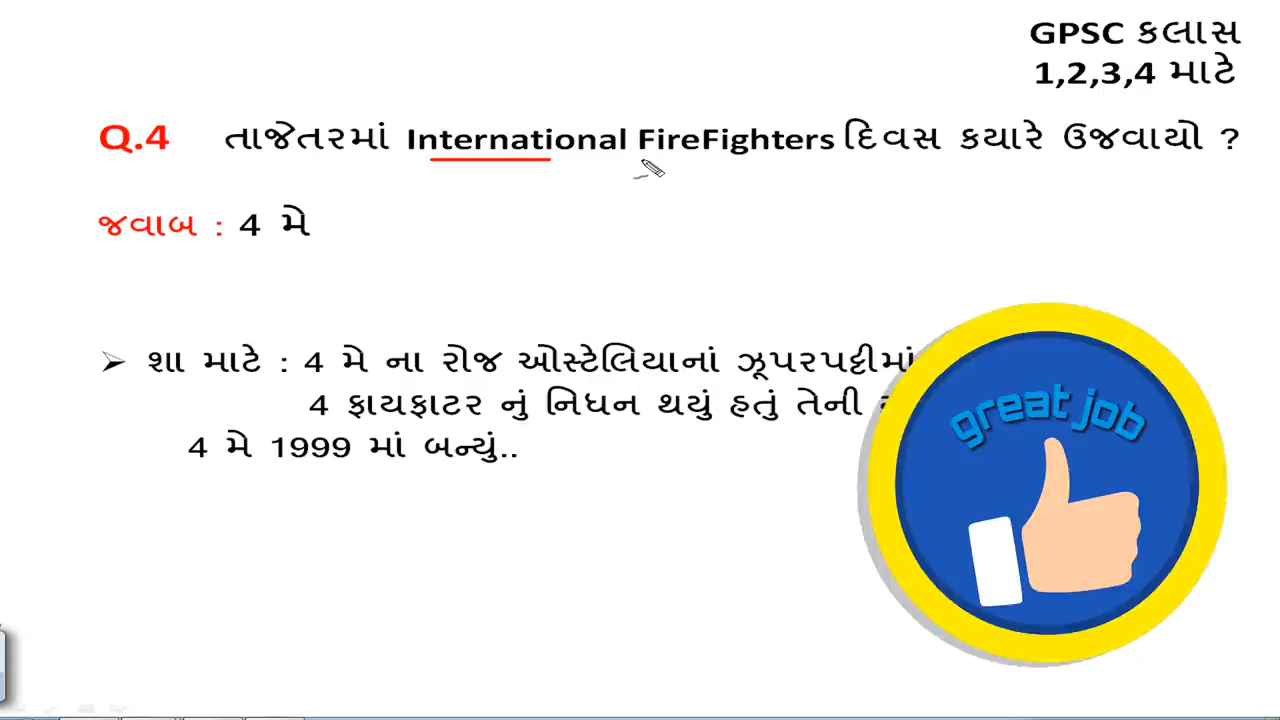 GPSC કલાસ
1,2,3,4 માટે
Q.4 તાજેતરમાં International FireFighters દિવસ કયારે ઉજવાયો ?
જવાબ : 4 મે
➢ શા માટે : 4 મે ના રોજ ઓસ્ટેલિયાનાં ઝૂપરપટ્ટીમાં
4 ફાયફાટર નું નિધન થયું હતું તેની
4 મે 1999 માં બન્યું..
great job